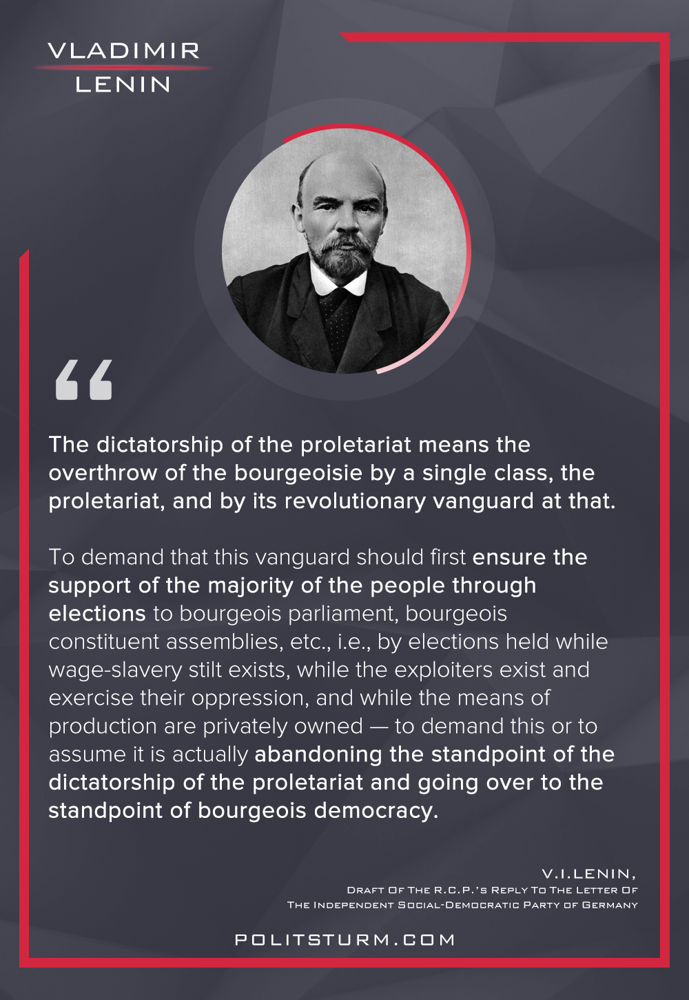 VLADIMIR
LENIN
“
The dictatorship of the proletariat means the
overthrow of the bourgeoisie by a single class, the
proletariat, and by its revolutionary vanguard at that.
To demand that this vanguard should first ensure the
support of the majority of the people through
elections to bourgeois parliament, bourgeois
constituent assemblies, etc., i.e., by elections held while
wage-slavery stilt exists, while the exploiters exist and
exercise their oppression, and while the means of
production are privately owned — to demand this or to
assume it is actually abandoning the standpoint of the
dictatorship of the proletariat and going over to the
standpoint of bourgeois democracy.
V.I.LENIN,
Draft Of The R.C.P.'s Reply To The Letter Of
The Independent Social-Democratic Party of Germany
POLITSTURM.COM